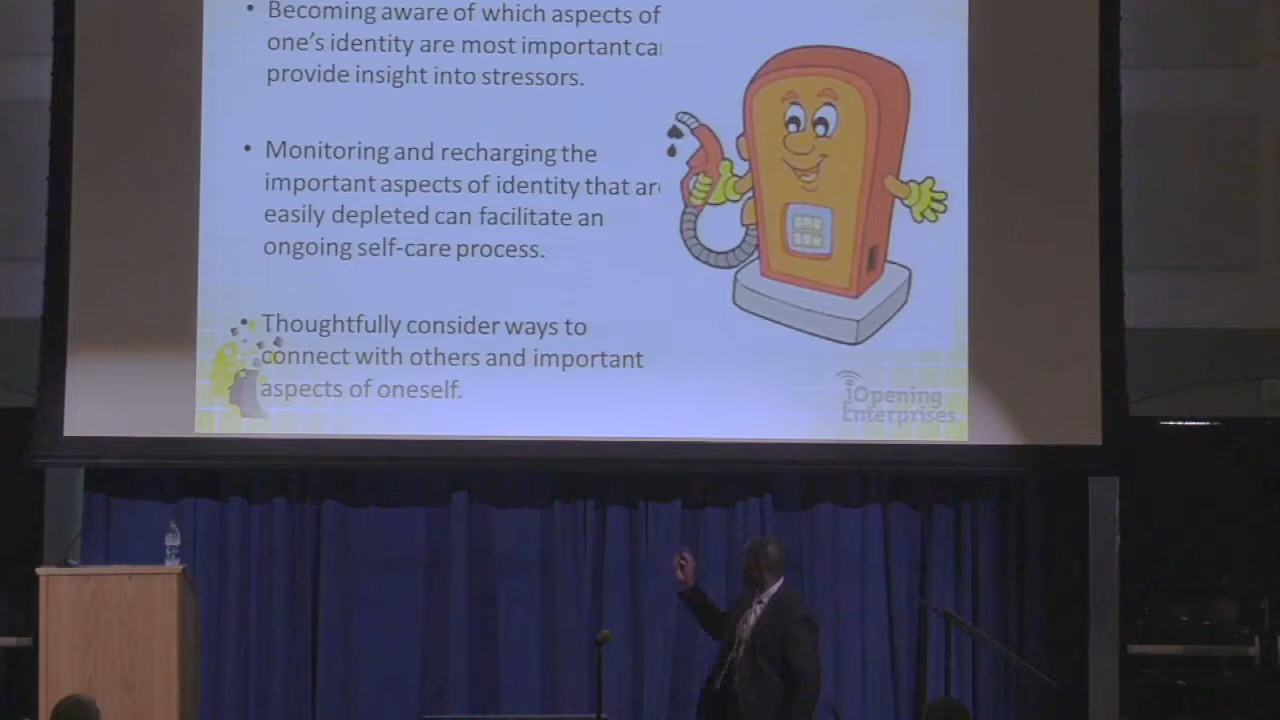 • Becoming aware of which aspects of
one's identity are most important ca
provide insight into stressors.
• Monitoring and recharging the
important aspects of identity that ar
easily depleted can facilitate an
ongoing self-care process.
• Thoughtfully consider ways to
connect with others and important
aspects of oneself.
iOpening
Enterprises